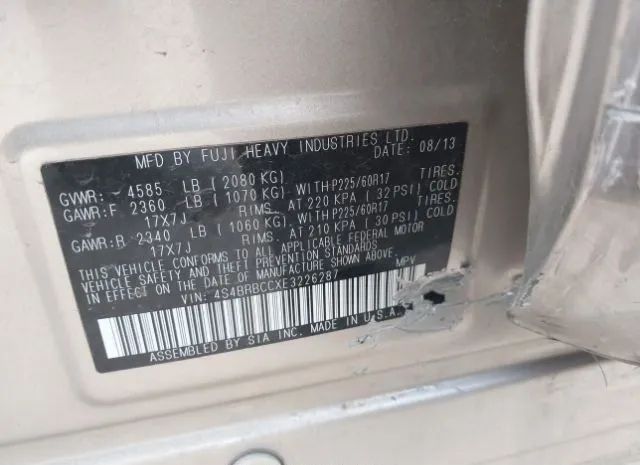 MFD BY FUJI HEAVY INDUSTRIES LTD.
DATE: 08/13
GVWR: 4585 LB ( 2080 KG)
GAWR:F 2360 LB ( 1070 KG) WITH P225/60R17 TIRES.
17X7J RIMS. AT 220 KPA ( 32 PSI) COLD
GAWR:R 2340 LB ( 1060 KG) WITH P225/60R17 TIRES.
17X7J RIMS. AT 210 KPA ( 30 PSI) COLD
THIS VEHICLE CONFORMS TO ALL APPLICABLE FEDERAL MOTOR
VEHICLE SAFETY, BUMPER, AND THEFT PREVENTION STANDARDS
IN EFFECT ON THE DATE OF MANUFACTURE SHOWN ABOVE.
VIN: 4S4BRBCCXE3226287 MPV
ASSEMBLED BY SIA INC. MADE IN U.S.A.